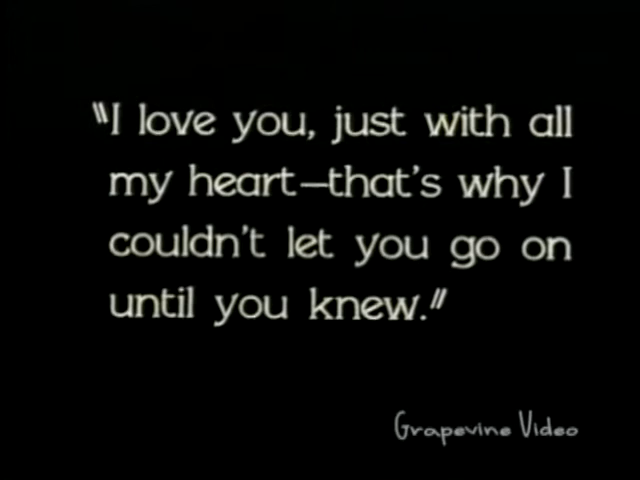 "I love you, just with all
my heart—that's why I
couldn't let you go on
until you knew."
Grapevine Video